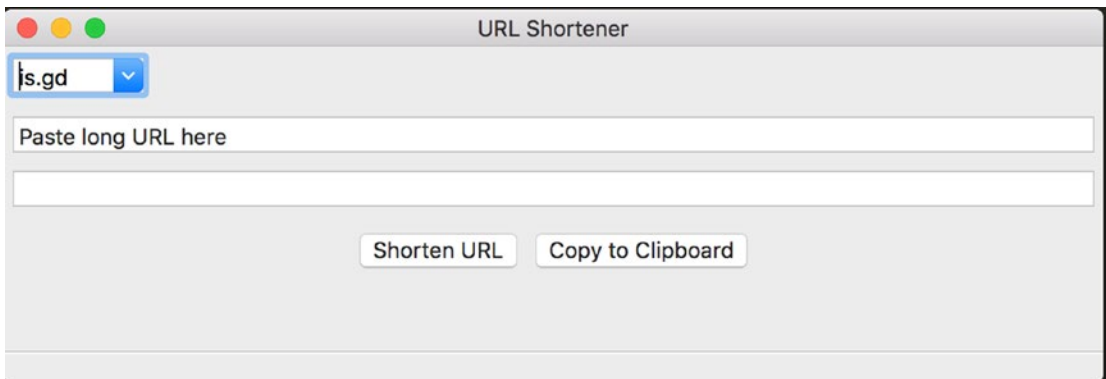 URL Shortener
is.gd
Paste long URL here
Shorten URL Copy to Clipboard